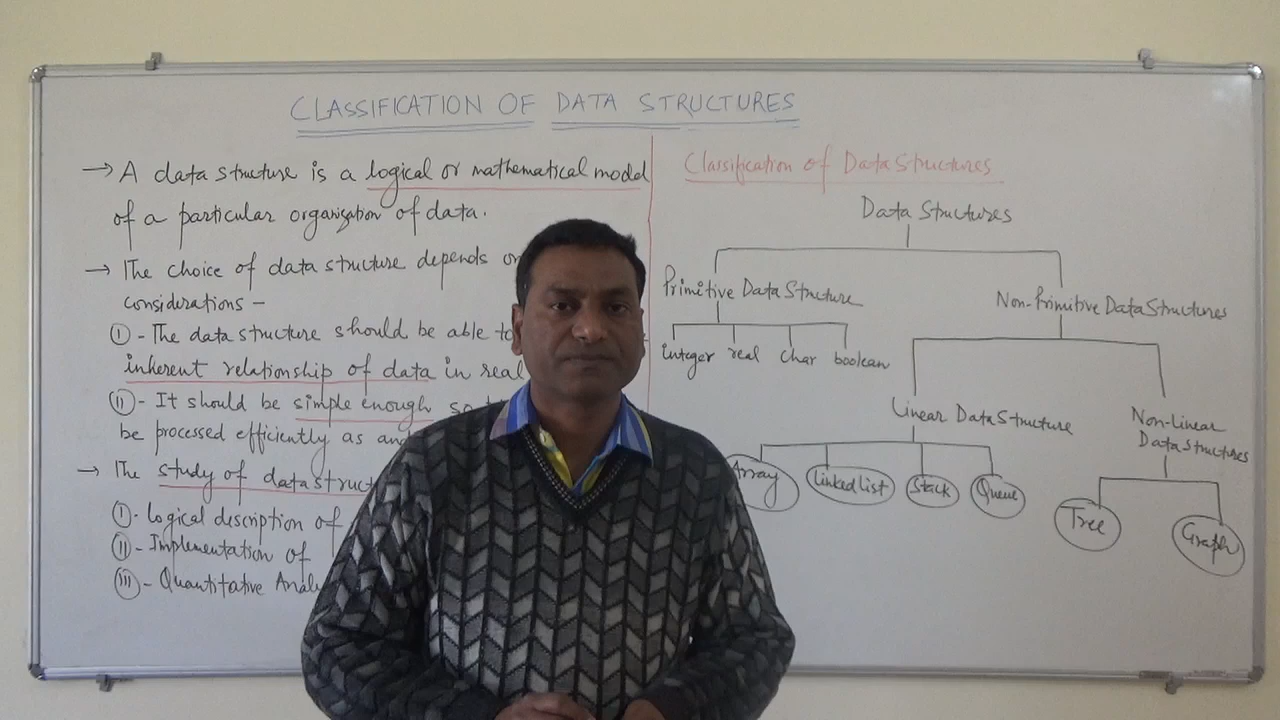 CLASSIFICATION OF DATA STRUCTURES
→ A data structure is a logical or mathematical model
of a particular organization of data.
→ The choice of data structure depends on
considerations -
(i) - The data structure should be able to
inherent relationship of data in real
(ii) - It should be simple enough so
be processed efficiently as and
→ The study of data struct
(i) - Logical description of
(ii) - Implementation of
(iii) - Quantitative Analy
Classification of Data Structures
Data Structures
Primitive Data Structure
Non-Primitive Data Structures
integer real char boolean
Linear Data Structure
Non-Linear
Data Structures
Array Linked List Stack Queue
Tree Graph